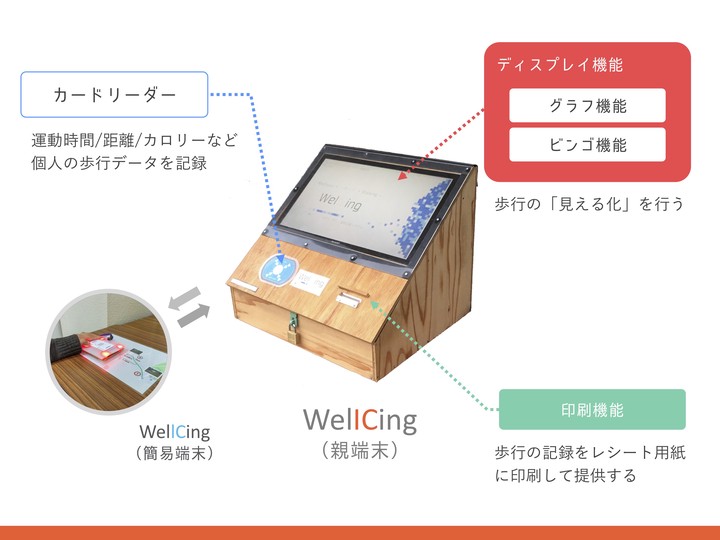 カードリーダー
運動時間/距離/カロリーなど
個人の歩行データを記録
ディスプレイ機能
グラフ機能
ビンゴ機能
歩行の「見える化」を行う
印刷機能
歩行の記録をレシート用紙
に印刷して提供する
WelICing
（親端末）
WelICing
（簡易端末）